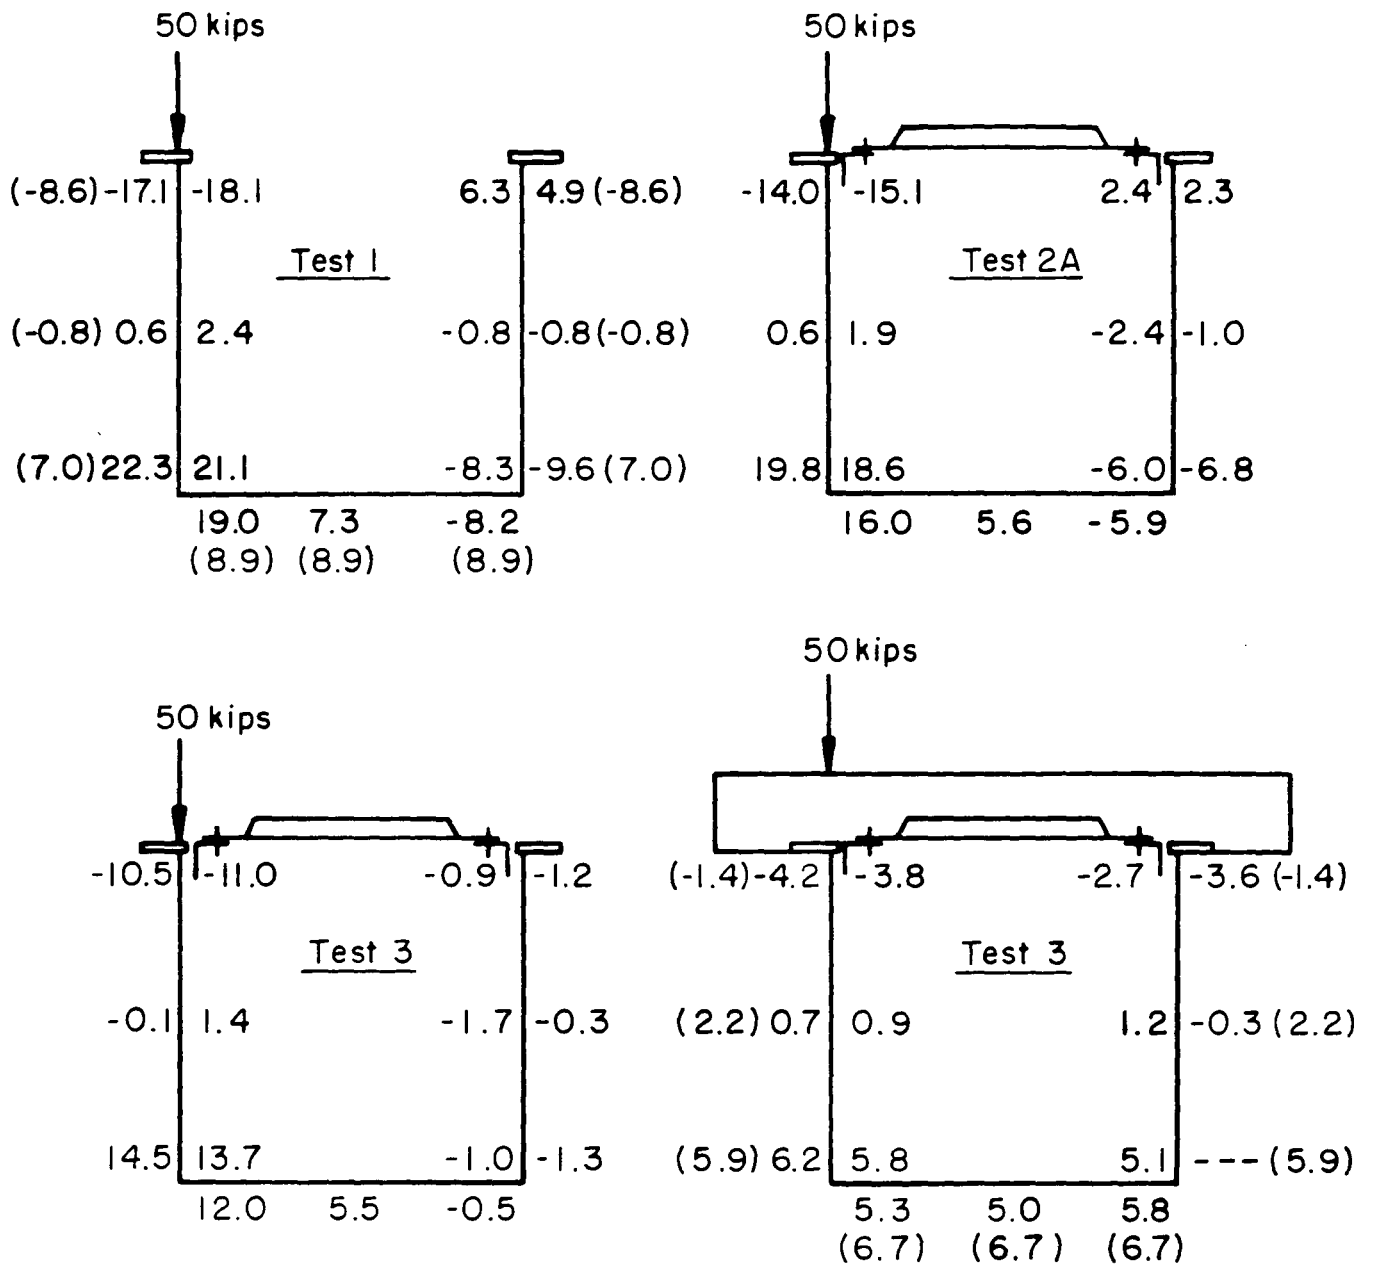 50 kips
50 kips
(-8.6) -17.1 -18.1 6.3 4.9 (-8.6)
-14.0 -15.1 2.4 2.3
Test 1
Test 2A
(-0.8) 0.6 2.4 -0.8 -0.8 (-0.8)
0.6 1.9 -2.4 -1.0
(7.0) 22.3 21.1 -8.3 -9.6 (7.0)
19.8 18.6 -6.0 -6.8
19.0 7.3 -8.2
(8.9) (8.9) (8.9)
16.0 5.6 -5.9
50 kips
50 kips
-10.5 -11.0 -0.9 -1.2
(-1.4) -4.2 -3.8 -2.7 -3.6 (-1.4)
Test 3
Test 3
-0.1 1.4 -1.7 -0.3
(2.2) 0.7 0.9 1.2 -0.3 (2.2)
14.5 13.7 -1.0 -1.3
(5.9) 6.2 5.8 5.1 --- (5.9)
12.0 5.5 -0.5
5.3 5.0 5.8
(6.7) (6.7) (6.7)